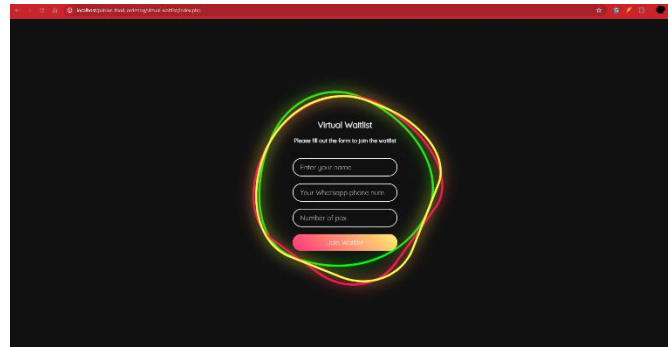 Virtual Waitlist
Please fill out the form to join the waitlist
Enter your name
Your Whatsapp phone num
Number of pax
Join Waitlist